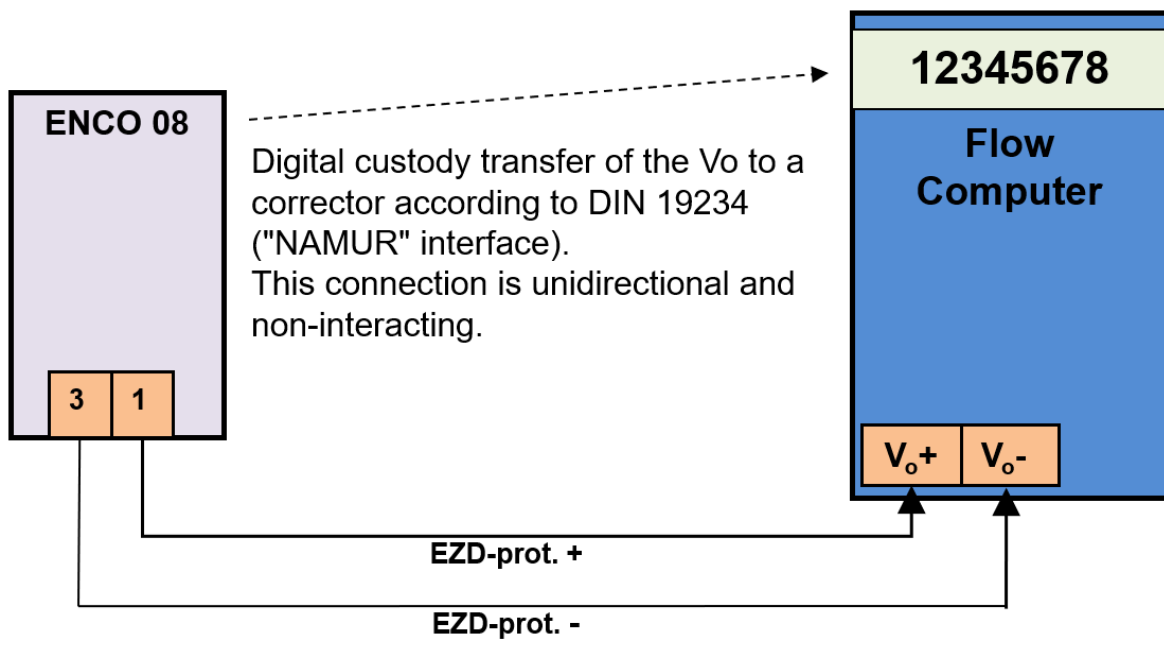 12345678
ENCO 08
Flow
Computer
Digital custody transfer of the Vo to a
corrector according to DIN 19234
("NAMUR" interface).
This connection is unidirectional and
non-interacting.
3 1
Vₒ+ Vₒ-
EZD-prot. +
EZD-prot. -